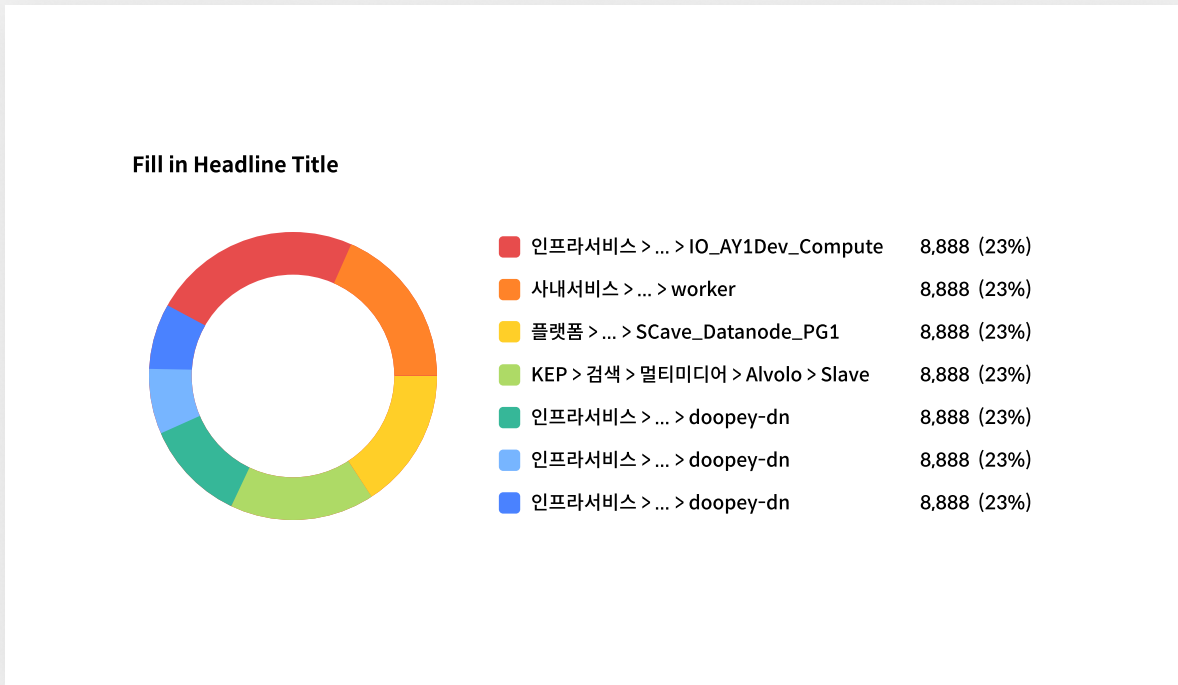 Fill in Headline Title
인프라서비스 > ... > IO_AY1Dev_Compute 8,888 (23%)
사내서비스 > ... > worker 8,888 (23%)
플랫폼 > ... > SCave_Datanode_PG1 8,888 (23%)
KEP > 검색 > 멀티미디어 > Alvolo > Slave 8,888 (23%)
인프라서비스 > ... > doopey-dn 8,888 (23%)
인프라서비스 > ... > doopey-dn 8,888 (23%)
인프라서비스 > ... > doopey-dn 8,888 (23%)